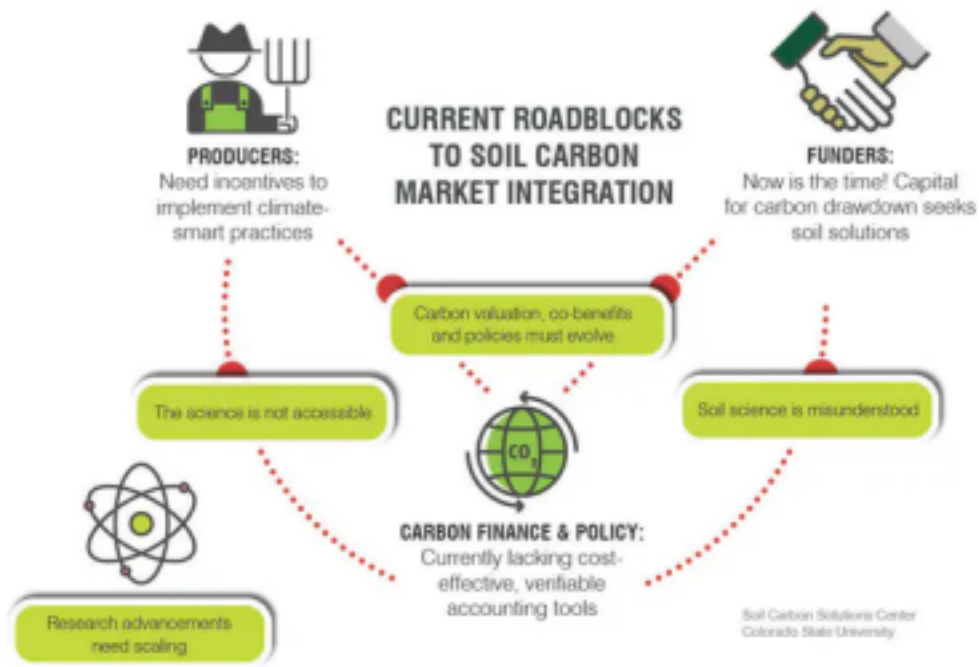 CURRENT ROADBLOCKS
TO SOIL CARBON
MARKET INTEGRATION
PRODUCERS:
Need incentives to
implement climate-
smart practices
FUNDERS:
Now is the time! Capital
for carbon drawdown seeks
soil solutions
Carbon valuation, co-benefits
and policies must evolve
The science is not accessible
Soil science is misunderstood
CO₂
CARBON FINANCE & POLICY:
Currently lacking cost-
effective, verifiable
accounting tools
Research advancements
need scaling
Soil Carbon Solutions Center
Colorado State University